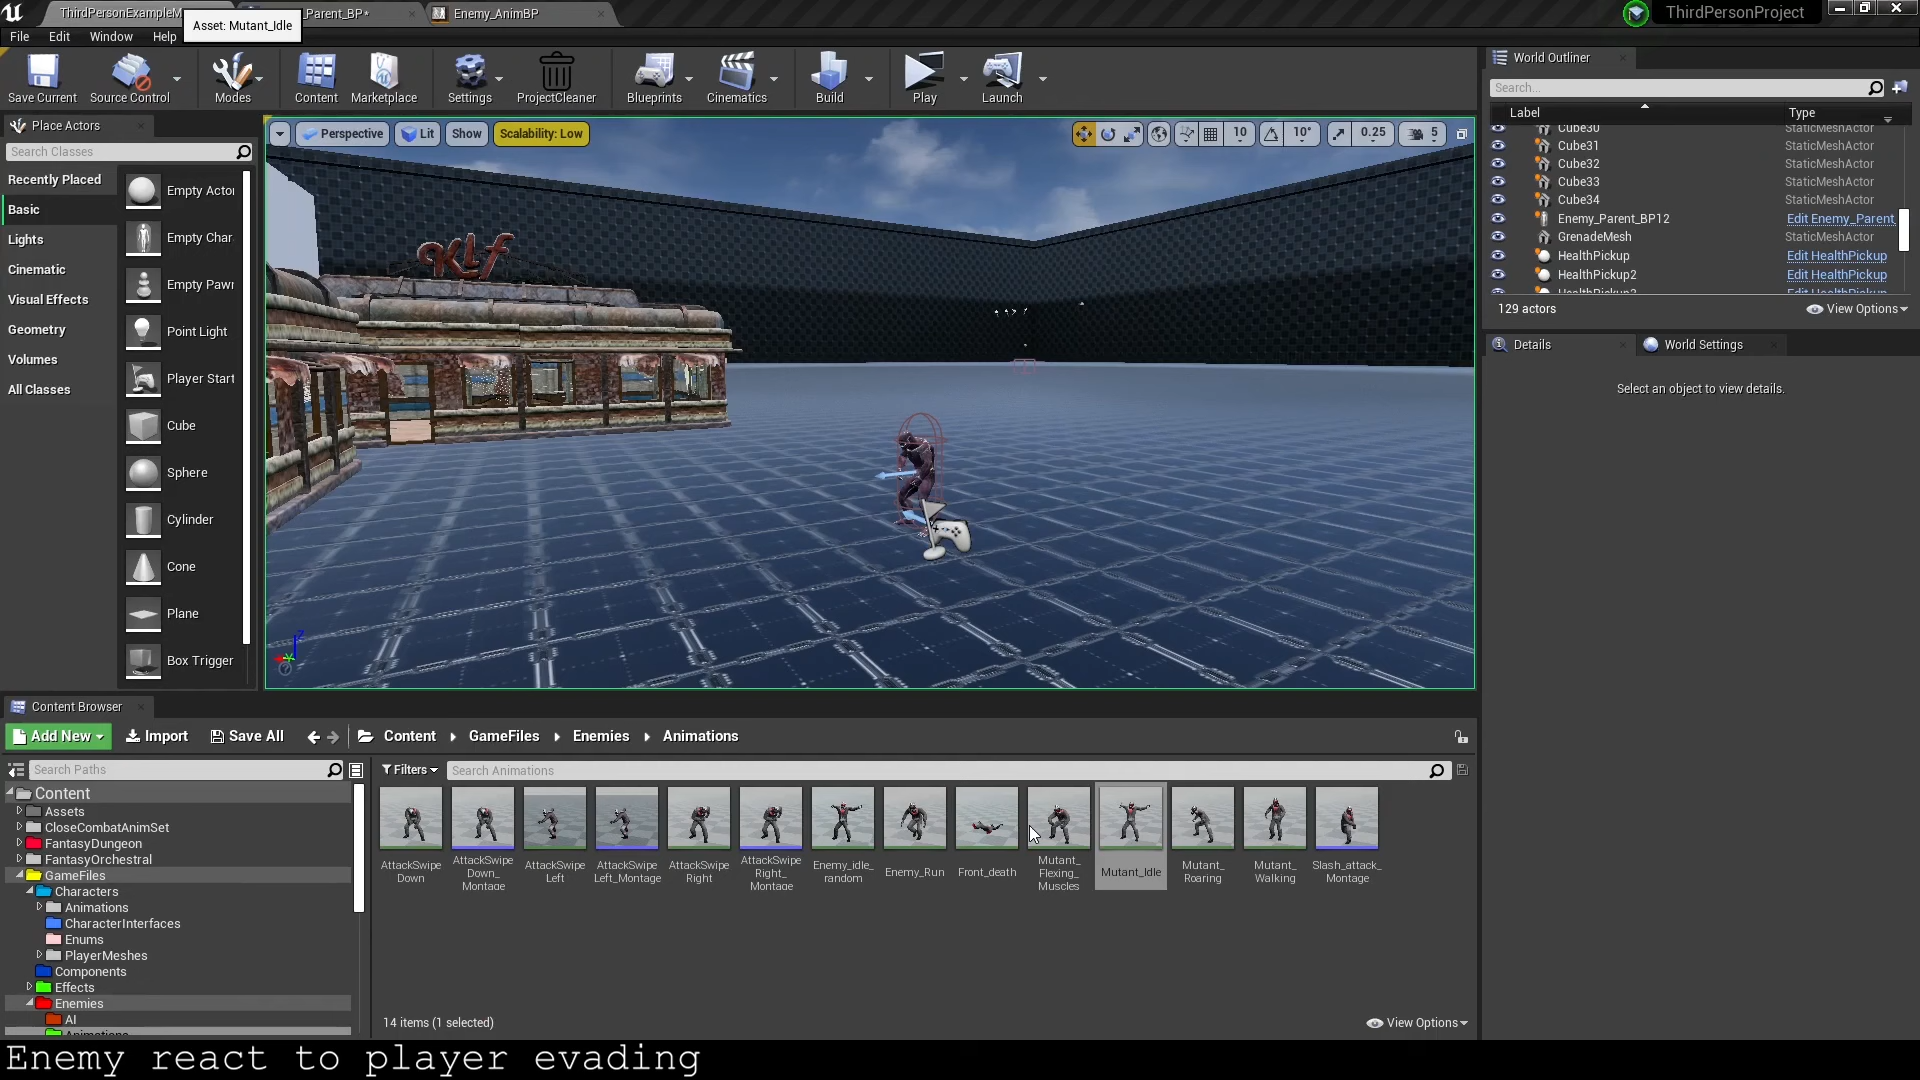 ThirdPersonExampleM
Asset: Mutant_Idle
_Parent_BP*
Enemy_AnimBP
ThirdPersonProject
File
Edit
Window
Help
Save Current
Source Control
Modes
Content
Marketplace
Settings
ProjectCleaner
Blueprints
Cinematics
Build
Play
Launch
Place Actors
Search Classes
Recently Placed
Basic
Lights
Cinematic
Visual Effects
Geometry
Volumes
All Classes
Empty Actor
Empty Char
Empty Pawn
Point Light
Player Start
Cube
Sphere
Cylinder
Cone
Plane
Box Trigger
Perspective
Lit
Show
Scalability: Low
10
10°
0.25
5
Klf
World Outliner
Search...
Label
Type
Cube30
StaticMeshActor
Cube31
StaticMeshActor
Cube32
StaticMeshActor
Cube33
StaticMeshActor
Cube34
StaticMeshActor
Enemy_Parent_BP12
Edit Enemy_Parent
GrenadeMesh
StaticMeshActor
HealthPickup
Edit HealthPickup
HealthPickup2
Edit HealthPickup
129 actors
View Options
Details
World Settings
Select an object to view details.
Content Browser
Add New
Import
Save All
Content
GameFiles
Enemies
Animations
Search Paths
Filters
Search Animations
Content
Assets
CloseCombatAnimSet
FantasyDungeon
FantasyOrchestral
GameFiles
Characters
Animations
CharacterInterfaces
Enums
PlayerMeshes
Components
Effects
Enemies
AI
Animations
AttackSwipe
Down
AttackSwipe
Down_
Montage
AttackSwipe
Left
AttackSwipe
Left_Montage
AttackSwipe
Right
AttackSwipe
Right_
Montage
Enemy_idle_
random
Enemy_Run
Front_death
Mutant_
Flexing_
Muscles
Mutant_Idle
Mutant_
Roaring
Mutant_
Walking
Slash_attack_
Montage
14 items (1 selected)
View Options
Enemy react to player evading